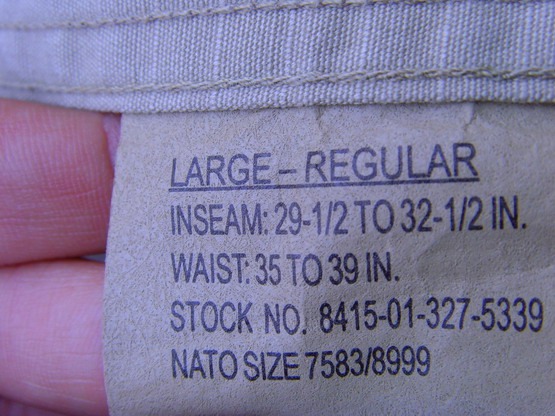 LARGE – REGULAR
INSEAM: 29-1/2 TO 32-1/2 IN.
WAIST: 35 TO 39 IN.
STOCK NO. 8415-01-327-5339
NATO SIZE 7583/8999